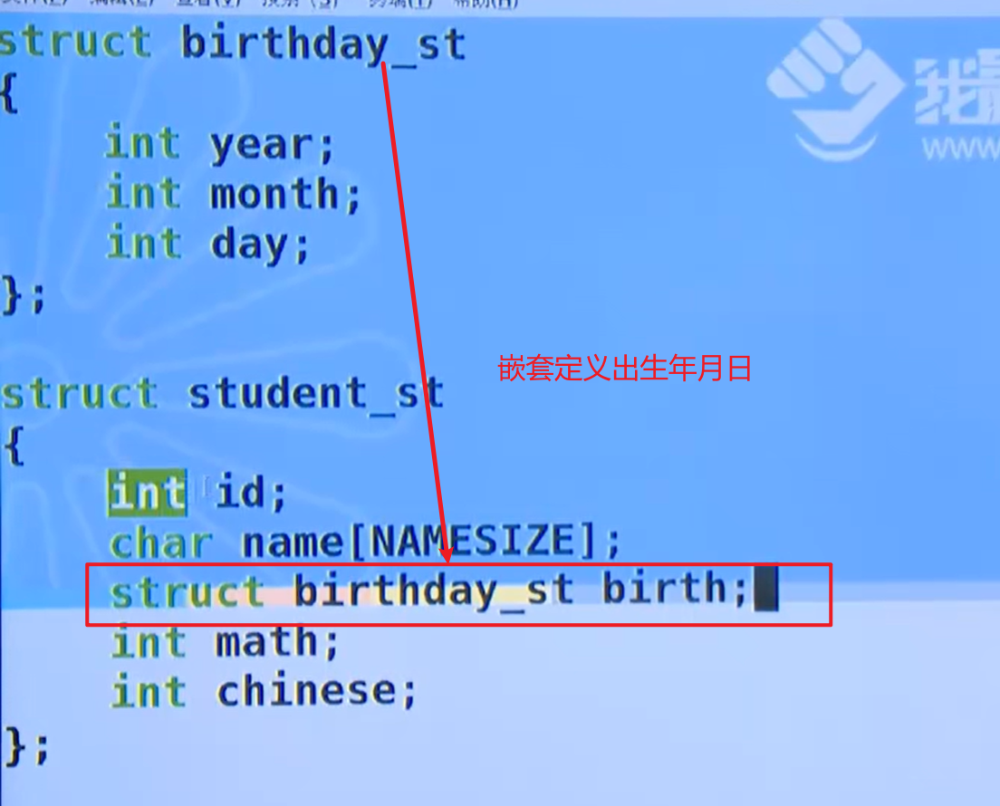 struct birthday_st
{
int year;
int month;
int day;
};
struct student_st
嵌套定义出生年月日
{
int id;
char name[NAMESIZE];
struct birthday_st birth;
int math;
int chinese;
};
WWW